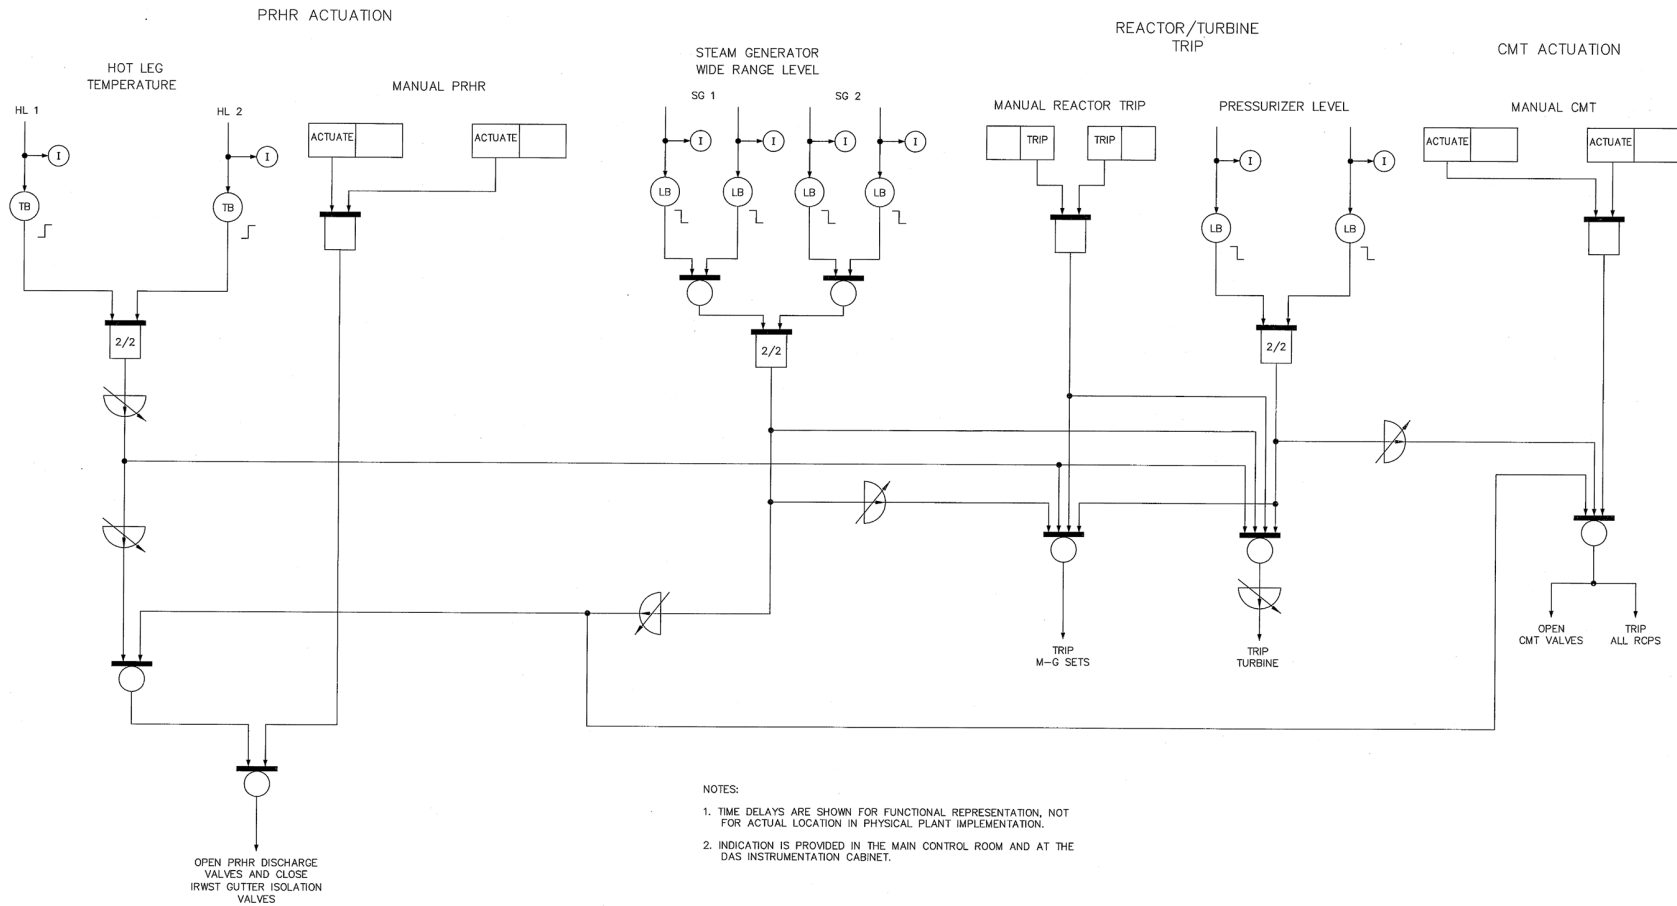 PRHR ACTUATION
REACTOR/TURBINE
TRIP
CMT ACTUATION
HOT LEG
TEMPERATURE
MANUAL PRHR
STEAM GENERATOR
WIDE RANGE LEVEL
MANUAL REACTOR TRIP
PRESSURIZER LEVEL
MANUAL CMT
HL 1
HL 2
SG 1
SG 2
ACTUATE
ACTUATE
TRIP
TRIP
ACTUATE
ACTUATE
I
I
I
I
I
I
I
I
TB
TB
LB
LB
LB
LB
LB
LB
2/2
2/2
2/2
TRIP
M-G SETS
TRIP
TURBINE
OPEN
CMT VALVES
TRIP
ALL RCPS
OPEN PRHR DISCHARGE
VALVES AND CLOSE
IRWST GUTTER ISOLATION
VALVES
NOTES:
1. TIME DELAYS ARE SHOWN FOR FUNCTIONAL REPRESENTATION, NOT
FOR ACTUAL LOCATION IN PHYSICAL PLANT IMPLEMENTATION.
2. INDICATION IS PROVIDED IN THE MAIN CONTROL ROOM AND AT THE
DAS INSTRUMENTATION CABINET.